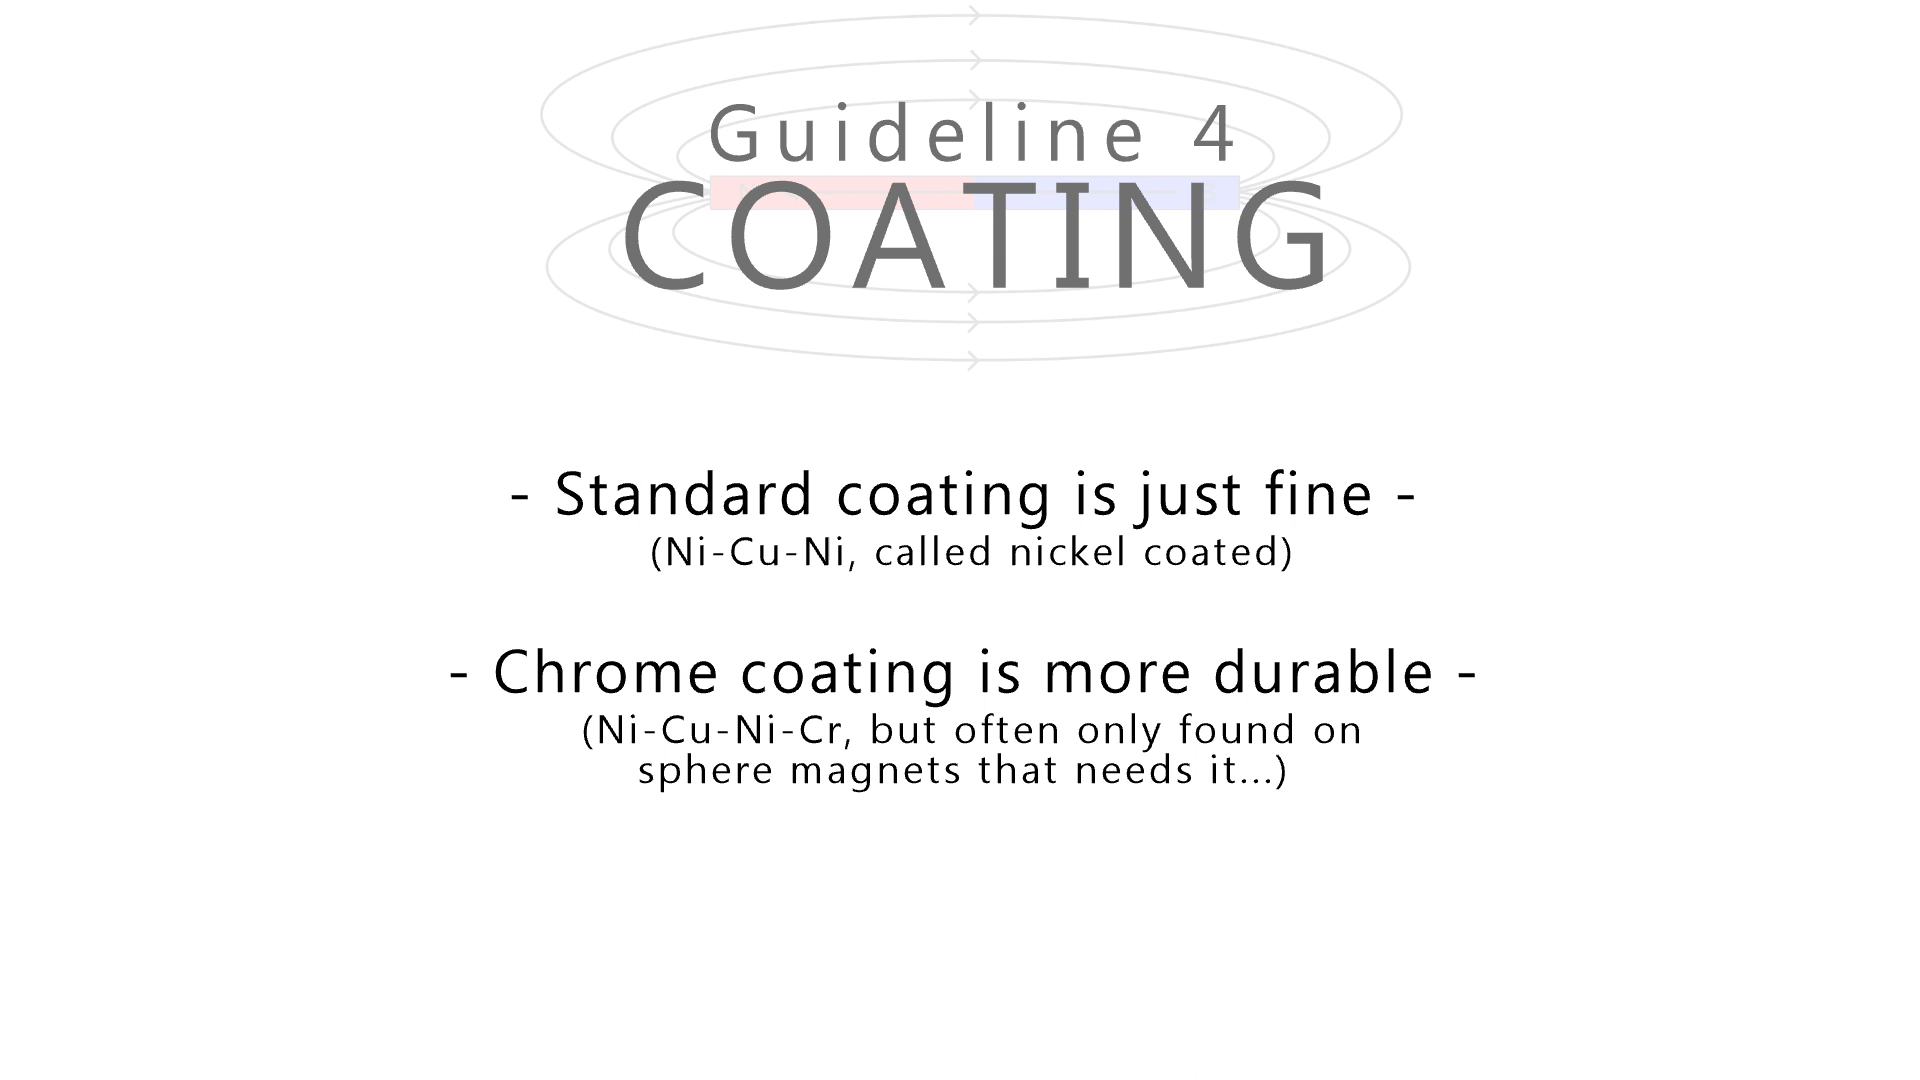 Guideline 4
COATING
- Standard coating is just fine -
(Ni-Cu-Ni, called nickel coated)
- Chrome coating is more durable -
(Ni-Cu-Ni-Cr, but often only found on
sphere magnets that needs it...)